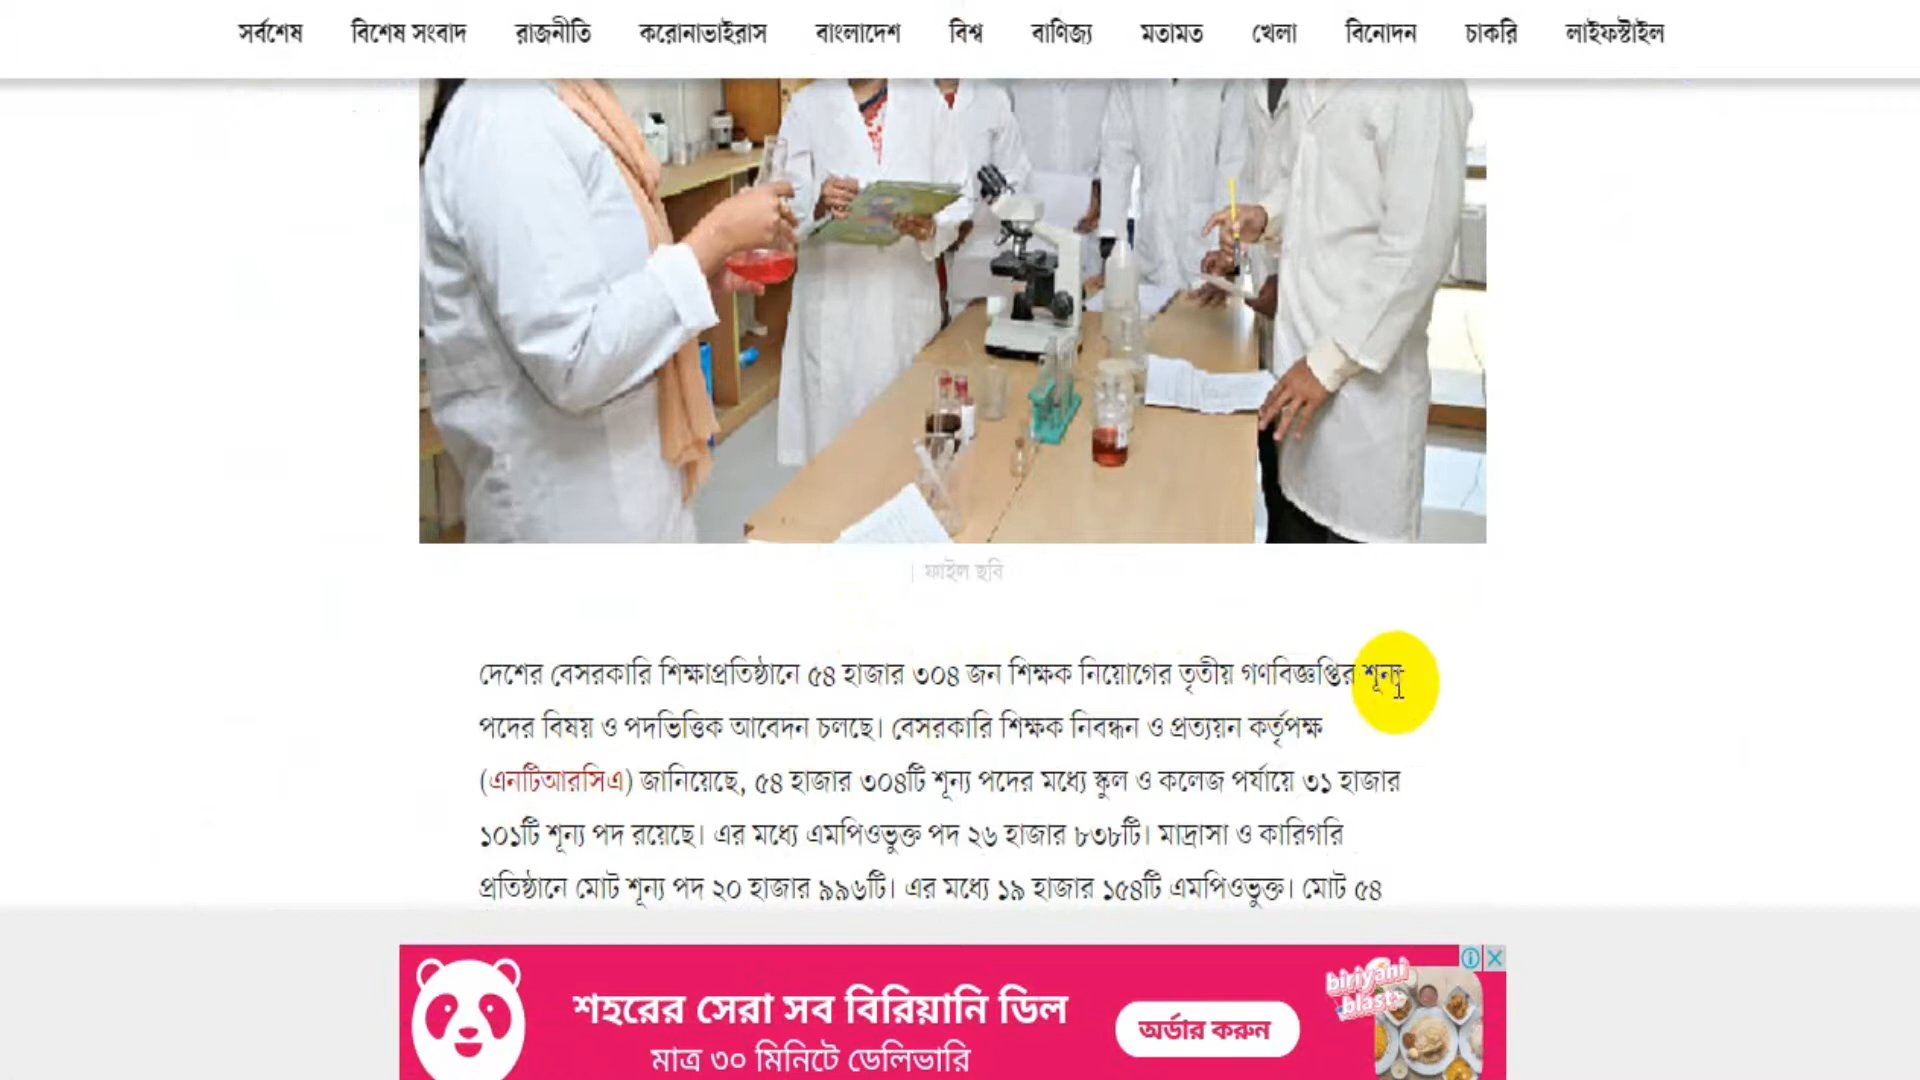 সর্বশেষ বিশেষ সংবাদ রাজনীতি করোনাভাইরাস বাংলাদেশ বিশ্ব বাণিজ্য মতামত খেলা বিনোদন চাকরি লাইফস্টাইল
| ফাইল ছবি
দেশের বেসরকারি শিক্ষাপ্রতিষ্ঠানে ৫৪ হাজার ৩০৪ জন শিক্ষক নিয়োগের তৃতীয় গণবিজ্ঞপ্তির শূন্য
পদের বিষয় ও পদভিত্তিক আবেদন চলছে। বেসরকারি শিক্ষক নিবন্ধন ও প্রত্যয়ন কর্তৃপক্ষ
(এনটিআরসিএ) জানিয়েছে, ৫৪ হাজার ৩০৪টি শূন্য পদের মধ্যে স্কুল ও কলেজ পর্যায়ে ৩১ হাজার
১০১টি শূন্য পদ রয়েছে। এর মধ্যে এমপিওভুক্ত পদ ২৬ হাজার ৮৩৮টি। মাদ্রাসা ও কারিগরি
প্রতিষ্ঠানে মোট শূন্য পদ ২০ হাজার ৯৯৬টি। এর মধ্যে ১৯ হাজার ১৫৪টি এমপিওভুক্ত। মোট ৫৪
শহরের সেরা সব বিরিয়ানি ডিল
মাত্র ৩০ মিনিটে ডেলিভারি
অর্ডার করুন
biriyani
blast